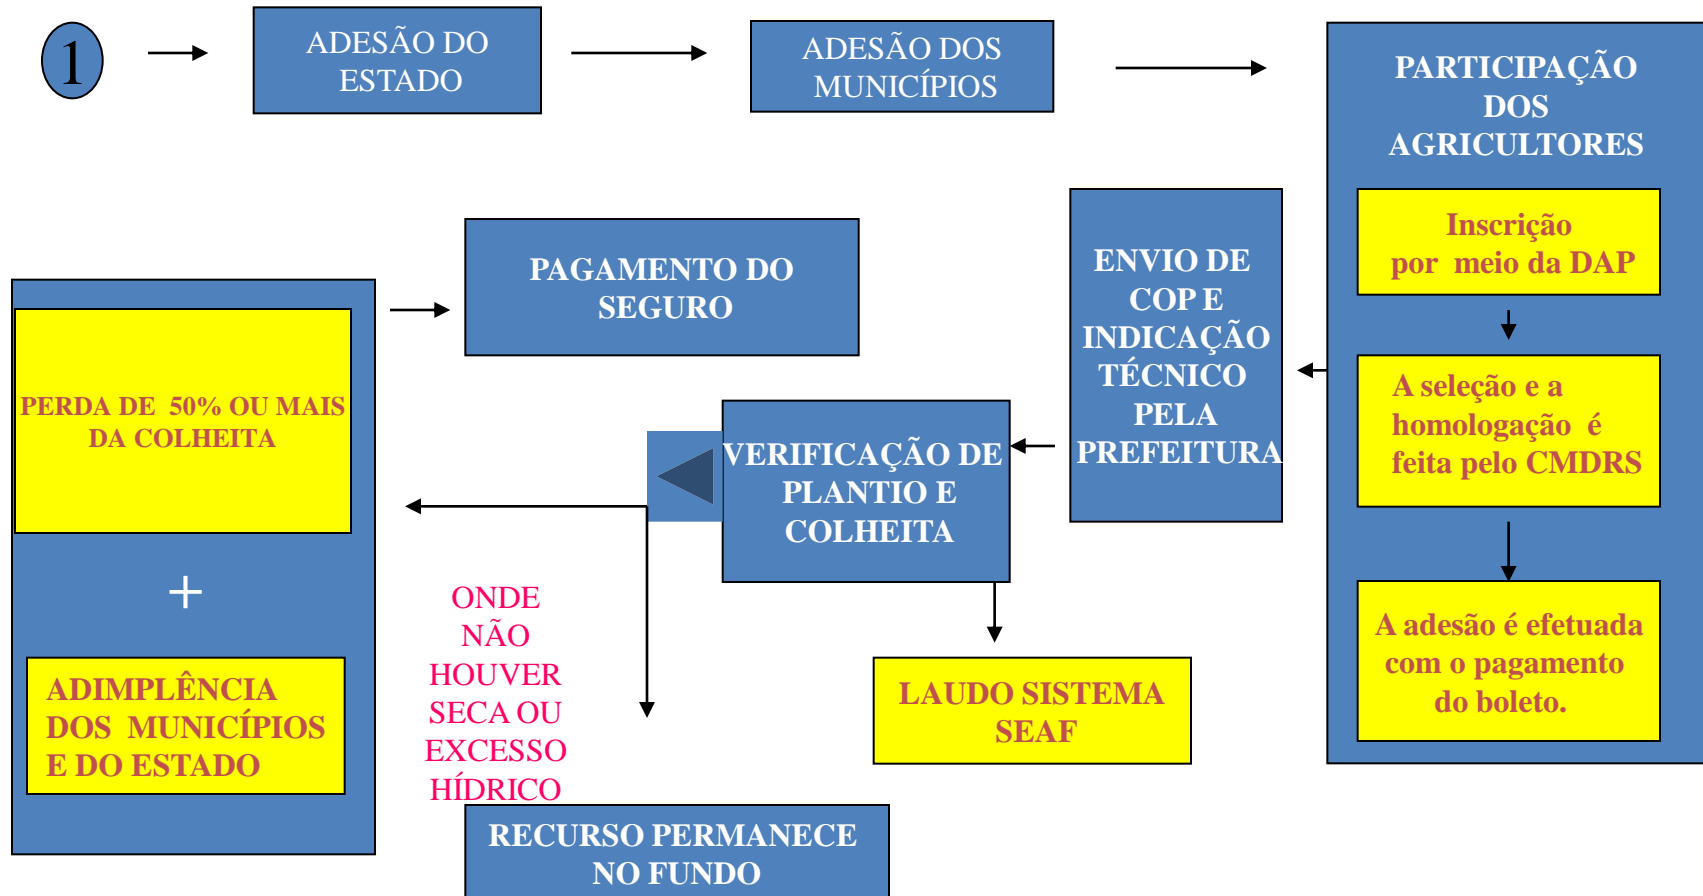 1
ADESÃO DO
ESTADO
ADESÃO DOS
MUNICÍPIOS
PARTICIPAÇÃO
DOS
AGRICULTORES
Inscrição
por meio da DAP
A seleção e a
homologação é
feita pelo CMDRS
A adesão é efetuada
com o pagamento
do boleto.
ENVIO DE
COP E
INDICAÇÃO
TÉCNICO
PELA
PREFEITURA
VERIFICAÇÃO DE
PLANTIO E
COLHEITA
LAUDO SISTEMA
SEAF
PAGAMENTO DO
SEGURO
PERDA DE 50% OU MAIS
DA COLHEITA
+
ADIMPLÊNCIA
DOS MUNICÍPIOS
E DO ESTADO
ONDE
NÃO
HOUVER
SECA OU
EXCESSO
HÍDRICO
RECURSO PERMANECE
NO FUNDO